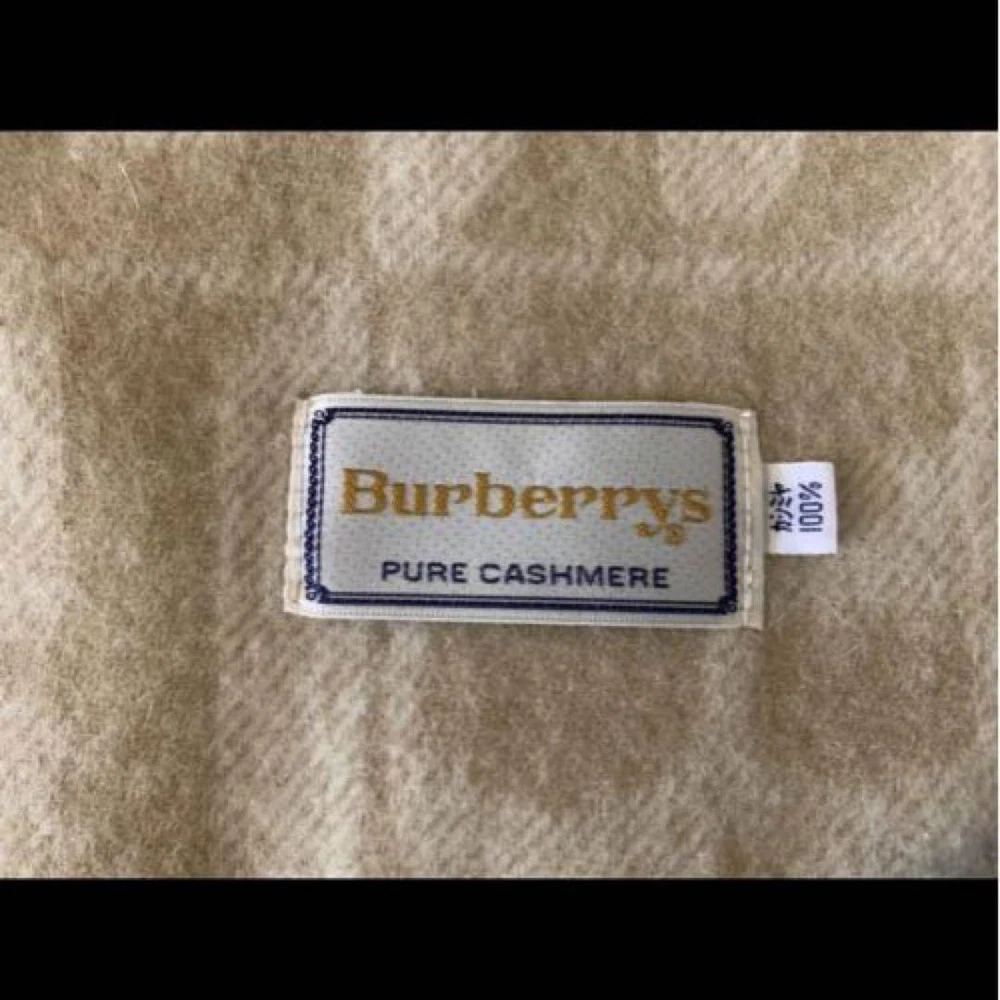 Burberrys®
PURE CASHMERE
カシミヤ
100%